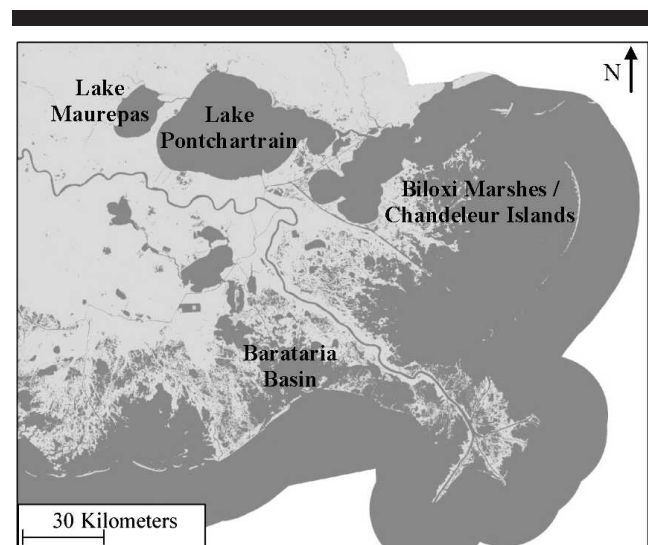 N
Lake
Maurepas
Lake
Pontchartrain
Biloxi Marshes /
Chandeleur Islands
Barataria
Basin
30 Kilometers